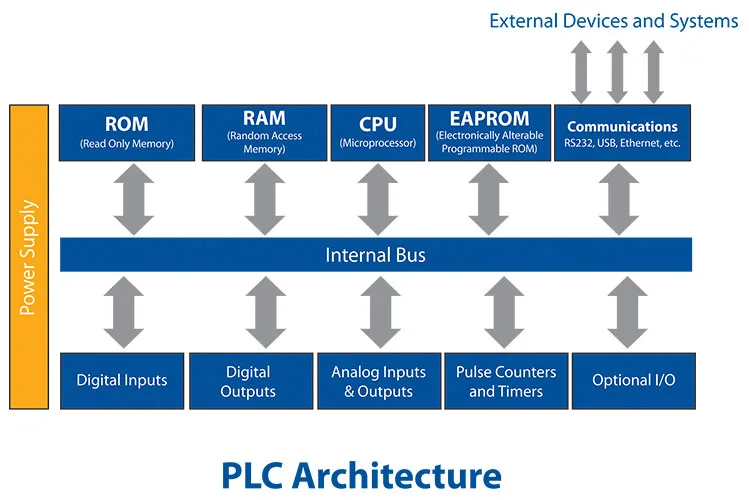 External Devices and Systems
Power Supply
ROM
(Read Only Memory)
RAM
(Random Access
Memory)
CPU
(Microprocessor)
EAPROM
(Electronically Alterable
Programmable ROM)
Communications
RS232, USB, Ethernet, etc.
Internal Bus
Digital Inputs
Digital
Outputs
Analog Inputs
& Outputs
Pulse Counters
and Timers
Optional I/O
PLC Architecture